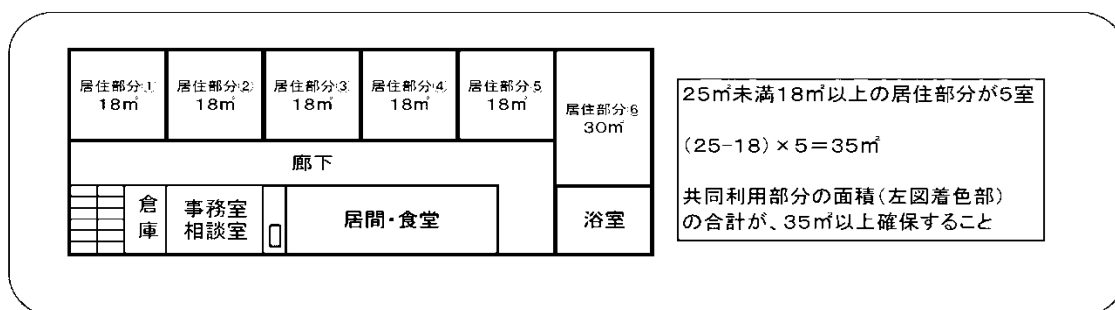 居住部分(1)
18㎡
居住部分(2)
18㎡
居住部分(3)
18㎡
居住部分(4)
18㎡
居住部分5
18㎡
居住部分6
30㎡
廊下
倉
庫
事務室
相談室
居間・食堂
浴室
25㎡未満18㎡以上の居住部分が5室
(25-18)×5=35㎡
共同利用部分の面積(左図着色部)
の合計が、35㎡以上確保すること